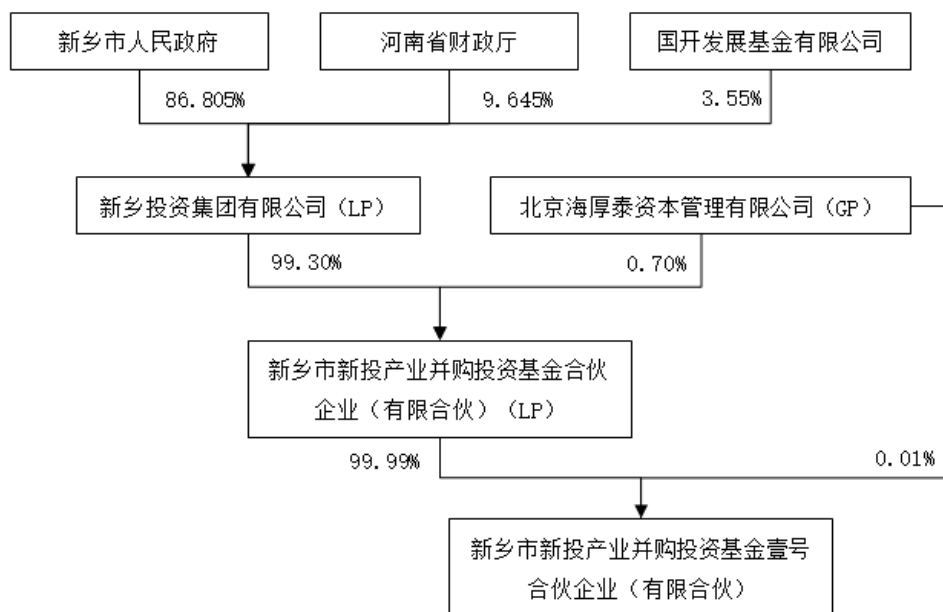 新乡市人民政府
河南省财政厅
国开发展基金有限公司
86.805%
9.645%
3.55%
新乡投资集团有限公司（LP）
北京海厚泰资本管理有限公司（GP）
99.30%
0.70%
新乡市新投产业并购投资基金合伙
企业（有限合伙）（LP）
99.99%
0.01%
新乡市新投产业并购投资基金壹号
合伙企业（有限合伙）